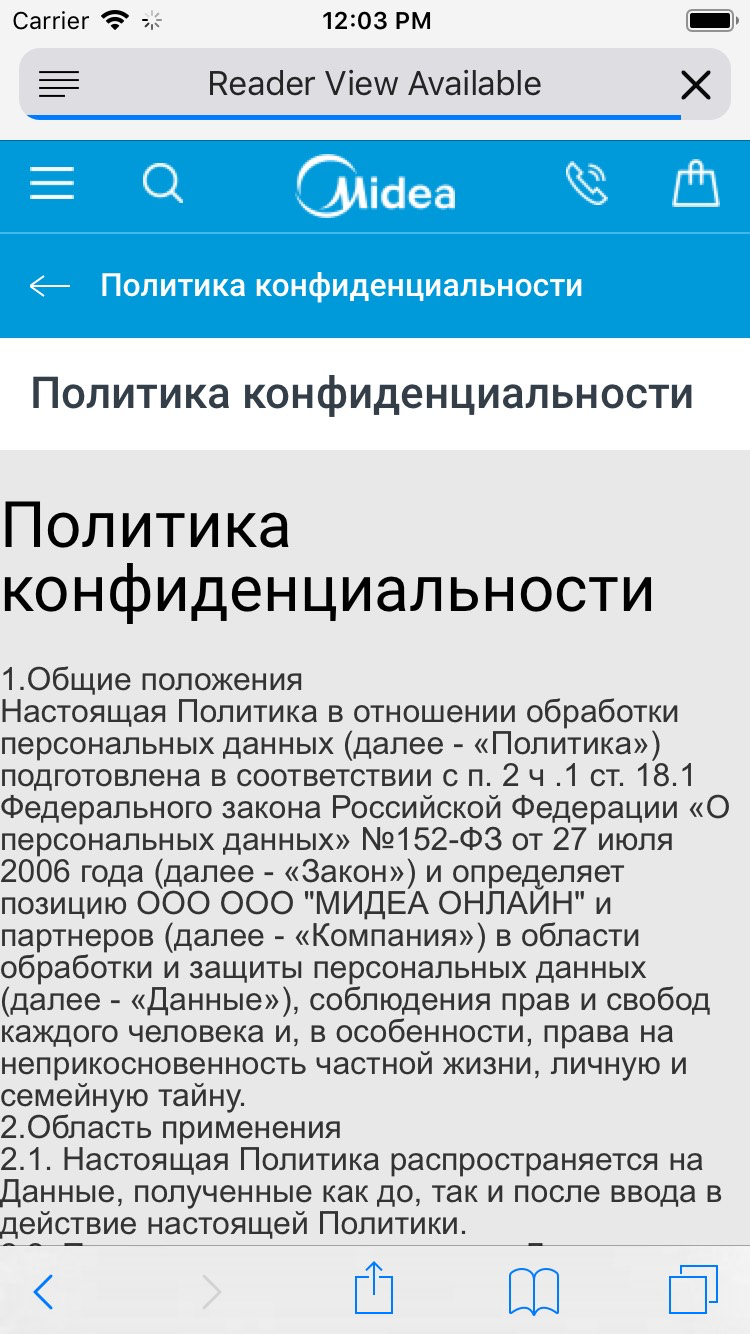 Carrier 12:03 PM
Reader View Available
Midea
Политика конфиденциальности
Политика конфиденциальности
Политика
конфиденциальности
1.Общие положения
Настоящая Политика в отношении обработки
персональных данных (далее - «Политика»)
подготовлена в соответствии с п. 2 ч .1 ст. 18.1
Федерального закона Российской Федерации «О
персональных данных» №152-ФЗ от 27 июля
2006 года (далее - «Закон») и определяет
позицию ООО ООО "МИДЕА ОНЛАЙН" и
партнеров (далее - «Компания») в области
обработки и защиты персональных данных
(далее - «Данные»), соблюдения прав и свобод
каждого человека и, в особенности, права на
неприкосновенность частной жизни, личную и
семейную тайну.
2.Область применения
2.1. Настоящая Политика распространяется на
Данные, полученные как до, так и после ввода в
действие настоящей Политики.